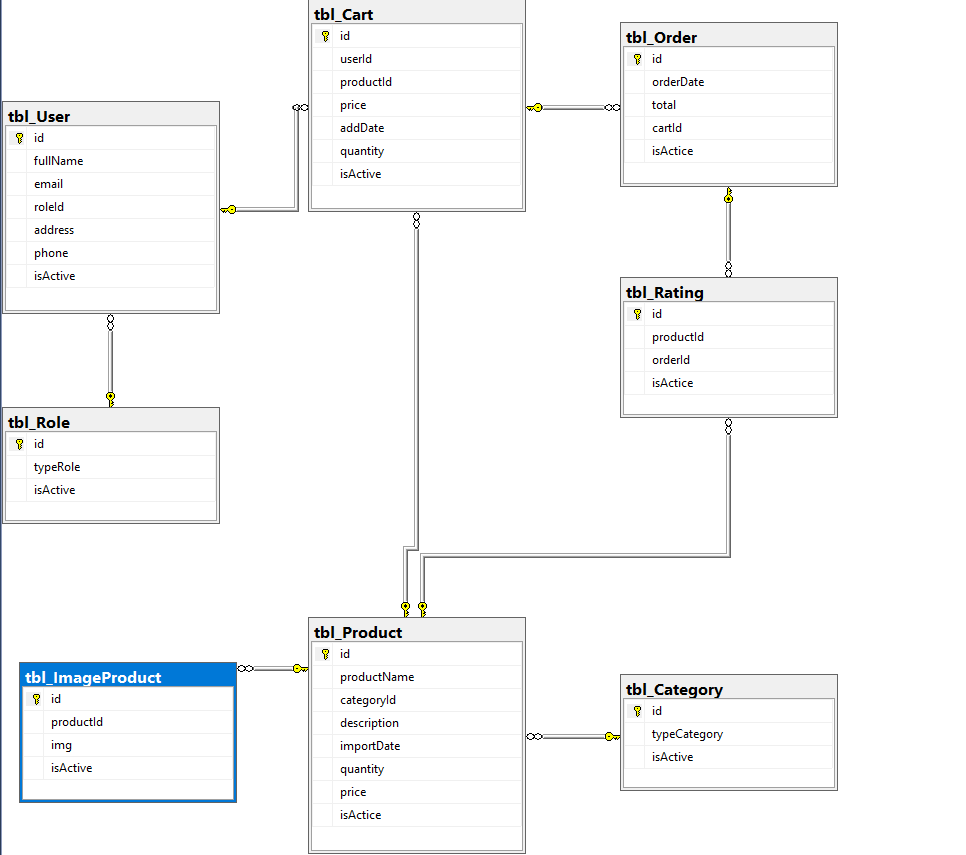 tbl_Cart
id
userId
productId
price
addDate
quantity
isActive
tbl_Order
id
orderDate
total
cartId
isActice
tbl_User
id
fullName
email
roleId
address
phone
isActive
tbl_Rating
id
productId
orderId
isActice
tbl_Role
id
typeRole
isActive
tbl_Product
id
productName
categoryId
description
importDate
quantity
price
isActice
tbl_ImageProduct
id
productId
img
isActive
tbl_Category
id
typeCategory
isActive